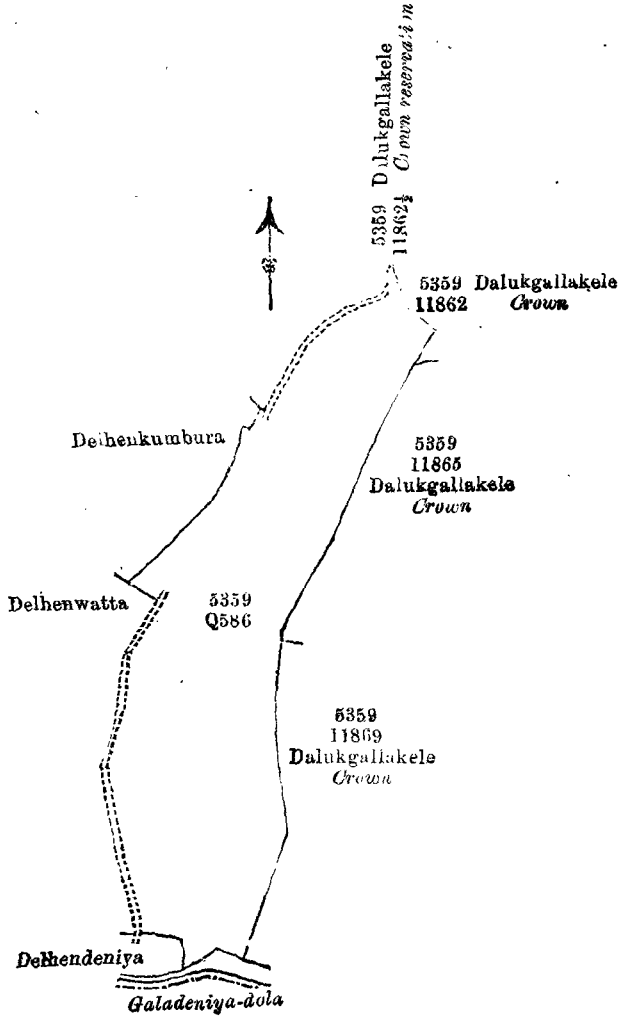 5359 Dalukgallakele
11862½ Crown reservation
5359 Dalukgallakele
11862 Crown
Delhenkumbura
5359
11865
Dalukgallakele
Crown
Delhenwatta
5359
Q586
5359
11869
Dalukgallakele
Crown
Delhendeniya
Galadeniya-dola